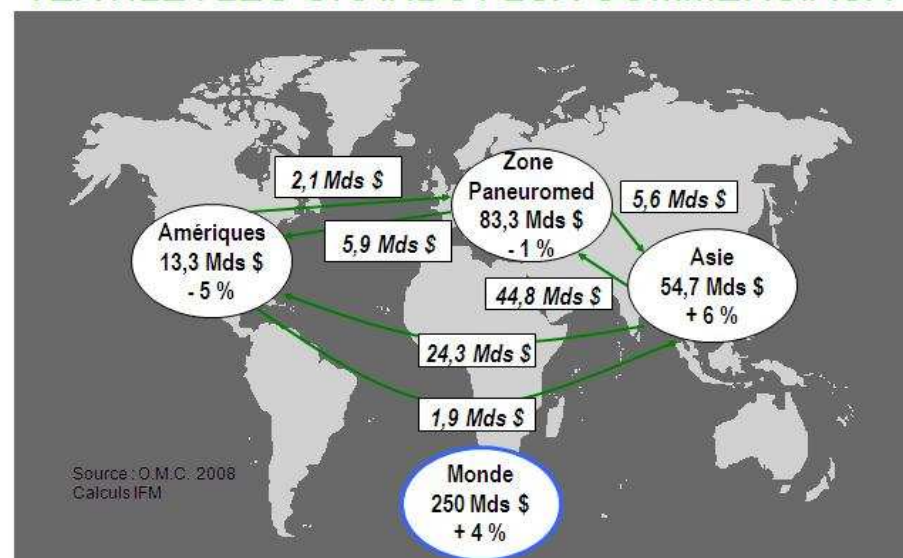 2,1 Mds $
Zone
Paneuromed
83,3 Mds $
- 1 %
5,6 Mds $
Amériques
13,3 Mds $
- 5 %
5,9 Mds $
Asie
54,7 Mds $
+ 6 %
44,8 Mds $
24,3 Mds $
1,9 Mds $
Source : O.M.C. 2008
Calculs IFM
Monde
250 Mds $
+ 4 %